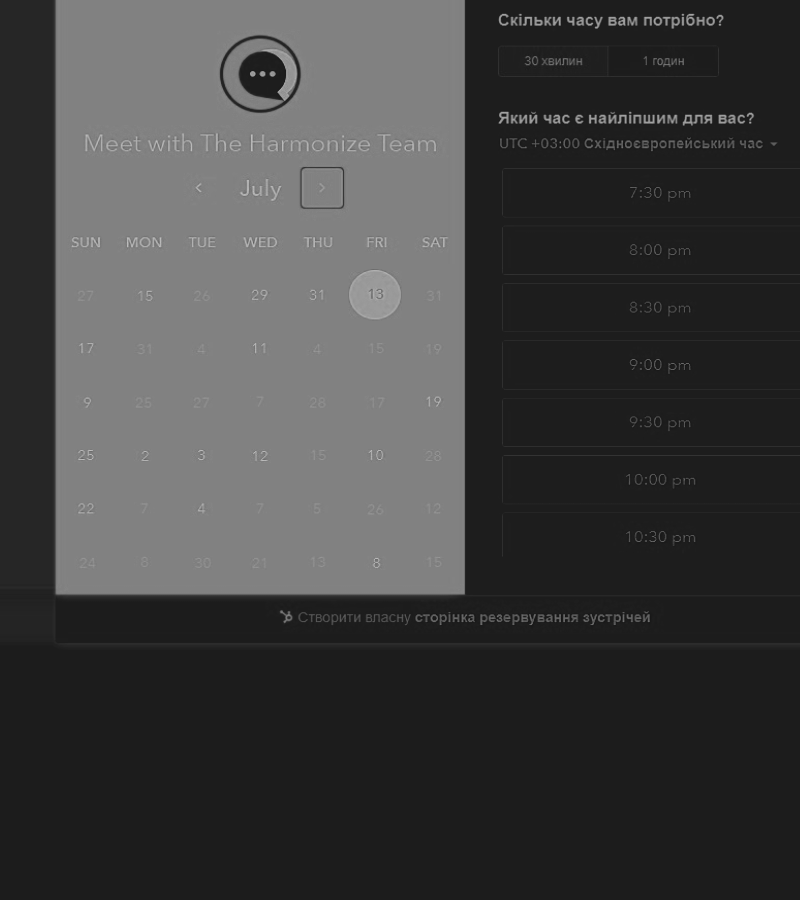 Meet with The Harmonize Team
July
SUN MON TUE WED THU FRI SAT
27 15 26 29 31 13 31
17 31 4 11 4 15 19
9 25 27 7 26 17 19
25 2 3 12 15 10 28
22 7 4 7 5 26 12
24 8 30 21 13 8 15
Скільки часу вам потрібно?
30 хвилин 1 годин
Який час є найліпшим для вас?
UTC +03:00 Східноєвропейський час
7:30 pm
8:00 pm
8:30 pm
9:00 pm
9:30 pm
10:00 pm
10:30 pm
Створити власну сторінка резервування зустрічей